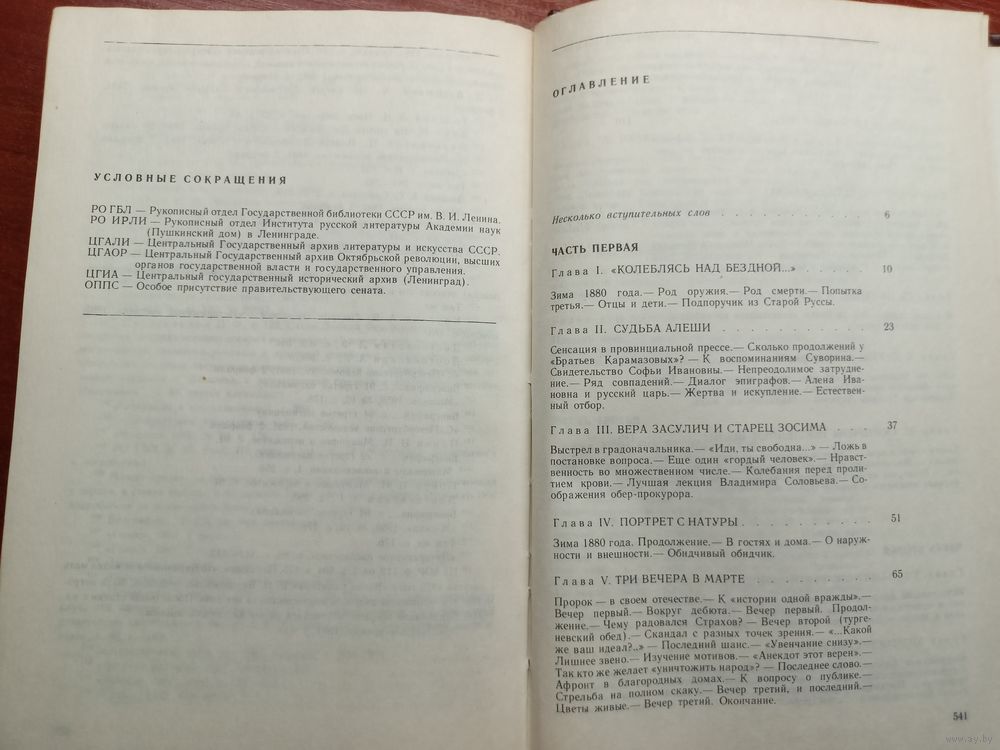 УСЛОВНЫЕ СОКРАЩЕНИЯ
РО ГБЛ — Рукописный отдел Государственной библиотеки СССР им. В. И. Ленина.
РО ИРЛИ — Рукописный отдел Института русской литературы Академии наук
(Пушкинский дом) в Ленинграде.
ЦГАЛИ — Центральный Государственный архив литературы и искусства СССР.
ЦГАОР — Центральный Государственный архив Октябрьской революции, высших
органов государственной власти и государственного управления.
ЦГИА — Центральный государственный исторический архив (Ленинград).
ОППС — Особое присутствие правительствующего сената.
ОГЛАВЛЕНИЕ
Несколько вступительных слов . . . . . . . . . . 6
ЧАСТЬ ПЕРВАЯ
Глава I. «КОЛЕБЛЯСЬ НАД БЕЗДНОЙ...» . . . . . 10
Зима 1880 года.— Род оружия.— Род смерти.— Попытка
третья.— Отцы и дети.— Подпоручик из Старой Руссы.
Глава II. СУДЬБА АЛЕШИ . . . . . . . . . . . 23
Сенсация в провинциальной прессе.— Сколько продолжений у
«Братьев Карамазовых»? — К воспоминаниям Суворина.—
Свидетельство Софьи Ивановны.— Непреодолимое затрудне-
ние.— Ряд совпадений.— Диалог эпиграфов.— Алена Ива-
новна и русский царь.— Жертва и искупление.— Естествен-
ный отбор.
Глава III. ВЕРА ЗАСУЛИЧ И СТАРЕЦ ЗОСИМА . . . 37
Выстрел в градоначальника.— «Иди, ты свободна...» — Ложь в
постановке вопроса.— Еще один «гордый человек».— Нравст-
венность во множественном числе.— Колебания перед проли-
тием крови.— Лучшая лекция Владимира Соловьева.— Со-
ображения обер-прокурора.
Глава IV. ПОРТРЕТ С НАТУРЫ . . . . . . . . . . 51
Зима 1880 года. Продолжение.— В гостях и дома.— О наруж-
ности и внешности.— Обидчивый обидчик.
Глава V. ТРИ ВЕЧЕРА В МАРТЕ . . . . . . . . . 65
Пророк — в своем отечестве.— К «истории одной вражды».—
Вечер первый.— Вокруг дебюта.— Вечер первый. Продол-
жение.— Чему радовался Страхов? — Вечер второй (турге-
невский обед).— Скандал с разных точек зрения.— «...Какой
же ваш идеал?..» — Последний шанс.— «Увенчание снизу».—
Лишнее звено.— Изучение мотивов.— «Анекдот этот верен».—
Так кто же желает «уничтожить народ»? — Последнее слово.—
Афронт в благородных домах.— К вопросу о публике.—
Стрельба на полном скаку.— Вечер третий, и последний.—
Цветы живые.— Вечер третий. Окончание.
541
www.ay.by